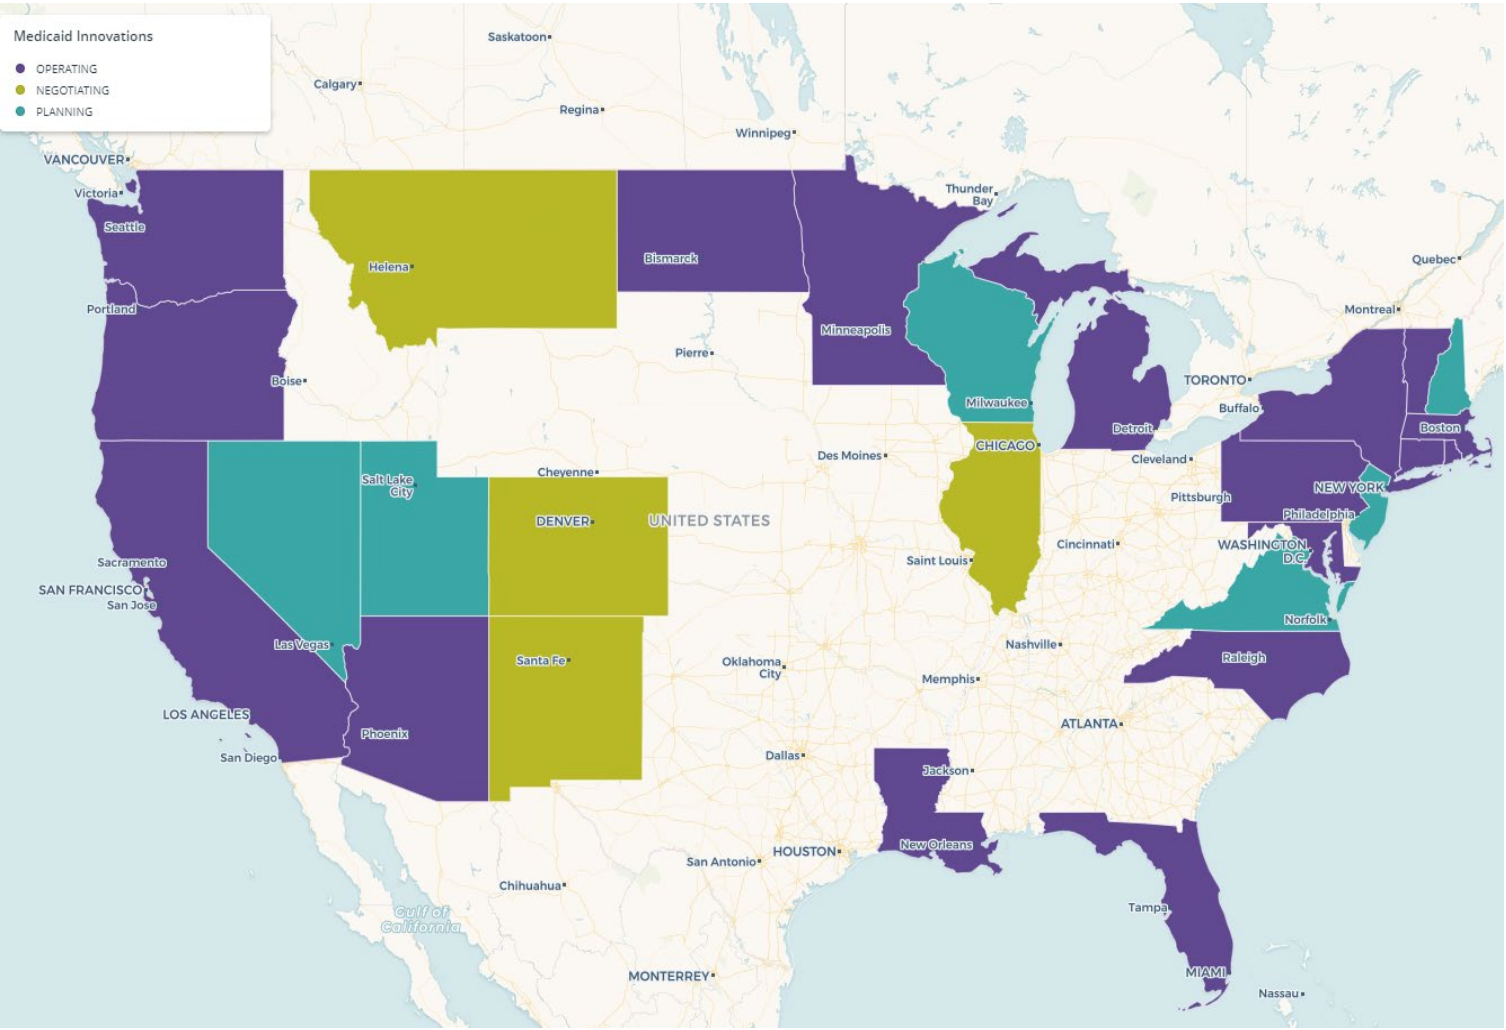 Medicaid Innovations
OPERATING
NEGOTIATING
PLANNING
Saskatoon
Calgary
Regina
Winnipeg
VANCOUVER
Victoria
Thunder
Bay
Seattle
Helena
Bismarck
Quebec
Portland
Montreal
Minneapolis
Pierre
Boise
TORONTO
Milwaukee
Buffalo
Detroit
Boston
CHICAGO
Des Moines
Cleveland
Cheyenne
Salt Lake
City
NEW YORK
Pittsburgh
Philadelphia
DENVER
UNITED STATES
WASHINGTON,
D.C.
Cincinnati
Sacramento
Saint Louis
SAN FRANCISCO
San Jose
Norfolk
Las Vegas
Nashville
Santa Fe
Oklahoma
City
Raleigh
Memphis
LOS ANGELES
ATLANTA
Phoenix
San Diego
Dallas
Jackson
New Orleans
HOUSTON
San Antonio
Chihuahua
Gulf of
California
Tampa
MIAMI
MONTERREY
Nassau